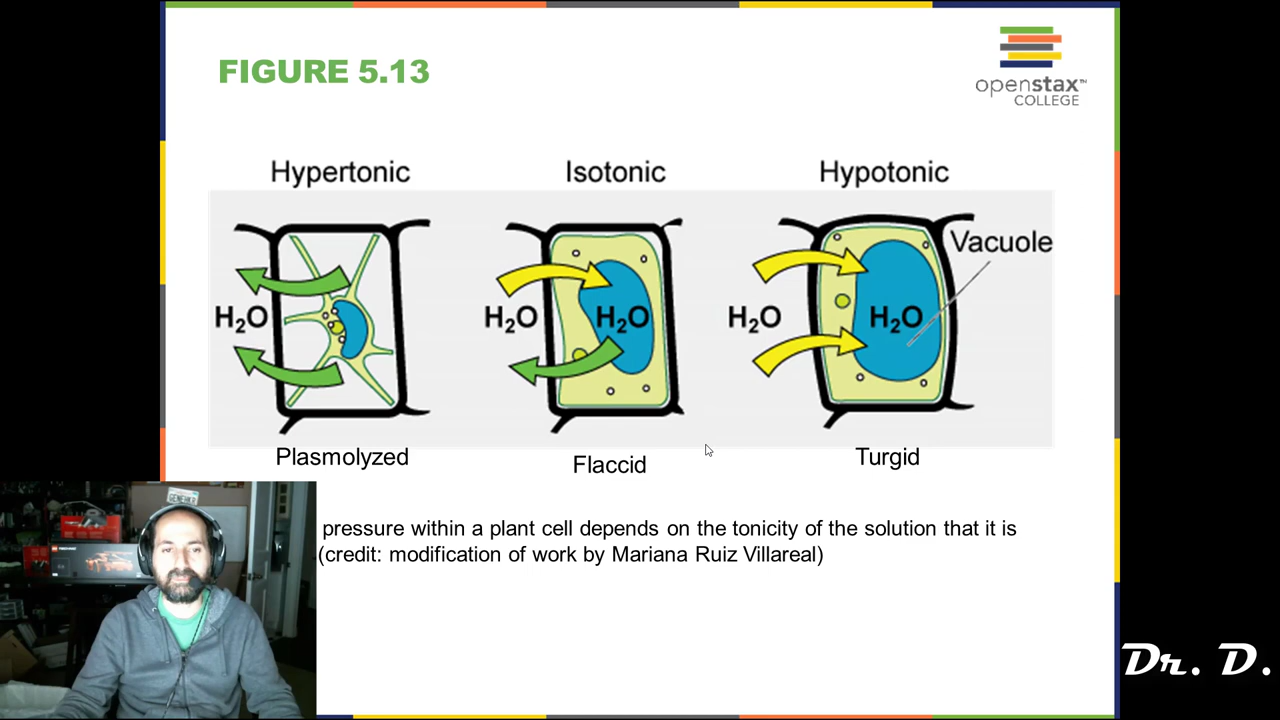 FIGURE 5.13
openstax™
COLLEGE
Hypertonic
Isotonic
Hypotonic
Vacuole
H₂O
H₂O
H₂O
H₂O
H₂O
Plasmolyzed
Flaccid
Turgid
pressure within a plant cell depends on the tonicity of the solution that it is
(credit: modification of work by Mariana Ruiz Villareal)
Dr. D.